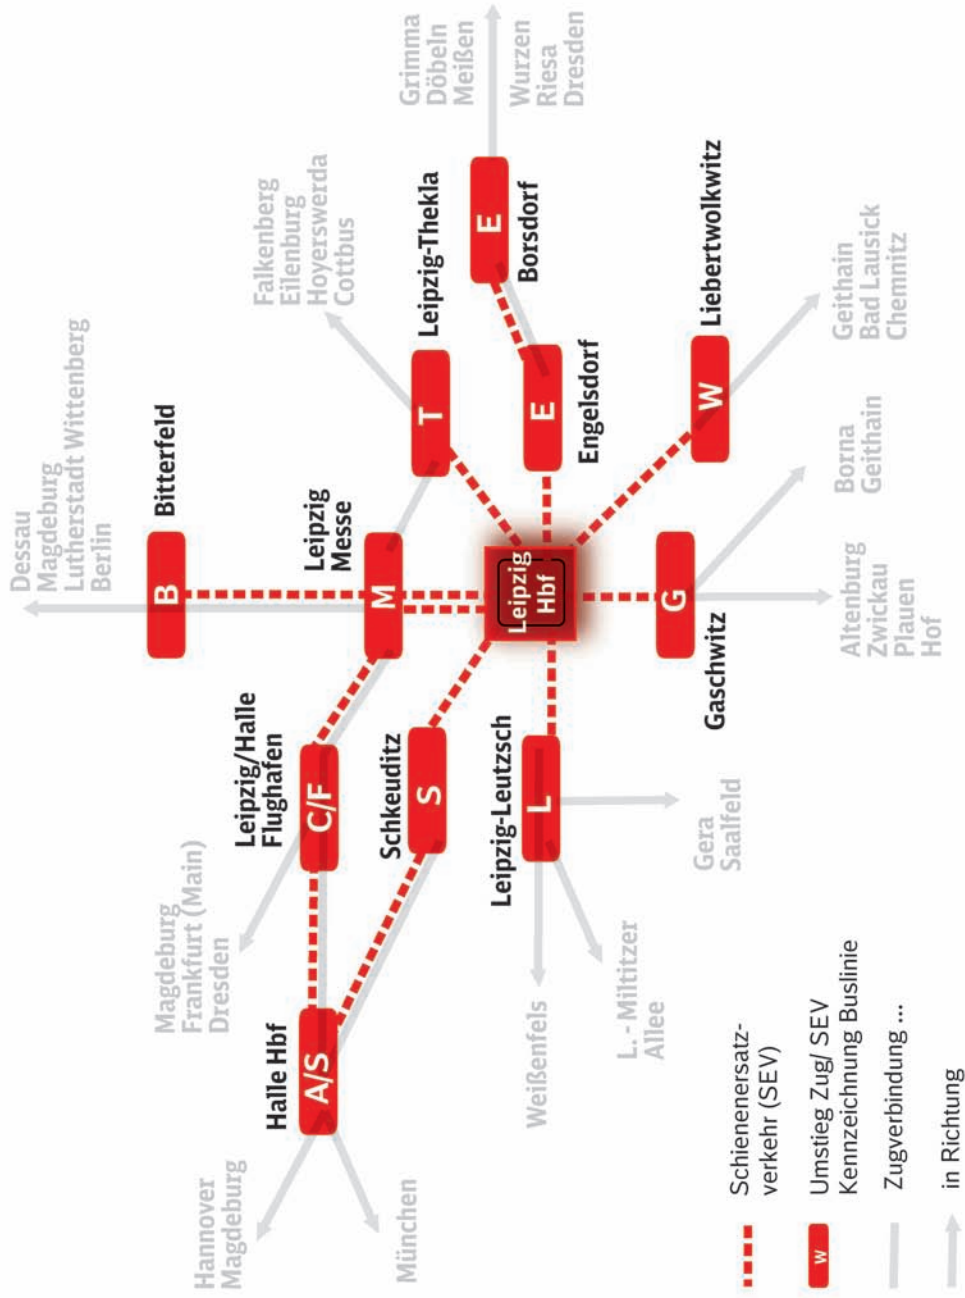 Dessau
Magdeburg
Lutherstadt Wittenberg
Berlin
B
Bitterfeld
Falkenberg
Eilenburg
Hoyerswerda
Cottbus
T
Leipzig-Thekla
Grimma
Döbeln
Meißen
Wurzen
Riesa
Dresden
E
Borsdorf
E
Engelsdorf
M
Leipzig
Messe
Magdeburg
Frankfurt (Main)
Dresden
C/F
Leipzig/Halle
Flughafen
Hannover
Magdeburg
A/S
Halle Hbf
München
S
Schkeuditz
Leipzig
Hbf
L
Leipzig-Leutzsch
Weißenfels
L. - Miltitzer
Allee
Gera
Saalfeld
G
Gaschwitz
Altenburg
Zwickau
Plauen
Hof
Borna
Geithain
W
Liebertwolkwitz
Geithain
Bad Lausick
Chemnitz
Schienenersatz-
verkehr (SEV)
W
Umstieg Zug/ SEV
Kennzeichnung Buslinie
Zugverbindung ...
in Richtung